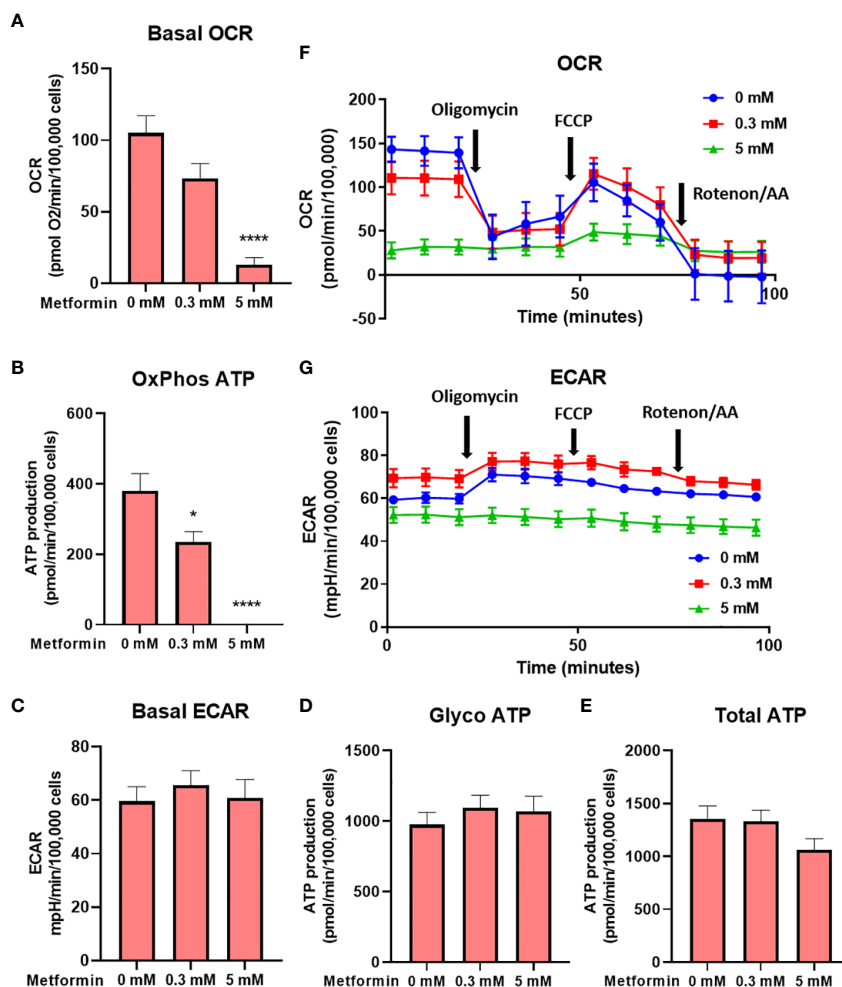 A
Basal OCR
OCR
(pmol O2/min/100,000 cells)
150
100
50
0
Metformin 0 mM 0.3 mM 5 mM
****
F
OCR
OCR
(pmol/min/100,000)
200
150
100
50
0
-50
50
100
Time (minutes)
Oligomycin
FCCP
Rotenon/AA
0 mM
0.3 mM
5 mM
B
OxPhos ATP
ATP production
(pmol/min/100,000 cells)
600
400
200
0
*
****
Metformin 0 mM 0.3 mM 5 mM
G
ECAR
ECAR
(mpH/min/100,000 cells)
100
80
60
40
20
0
0
50
100
Time (minutes)
Oligomycin
FCCP
Rotenon/AA
0 mM
0.3 mM
5 mM
C
Basal ECAR
ECAR
mpH/min/100,000 cells)
80
60
40
20
0
Metformin 0 mM 0.3 mM 5 mM
D
Glyco ATP
ATP production
(pmol/min/100,000 cells)
1500
1000
500
0
Metformin 0 mM 0.3 mM 5 mM
E
Total ATP
ATP production
(pmol/min/100,000 cells)
2000
1500
1000
500
0
Metformin 0 mM 0.3 mM 5 mM